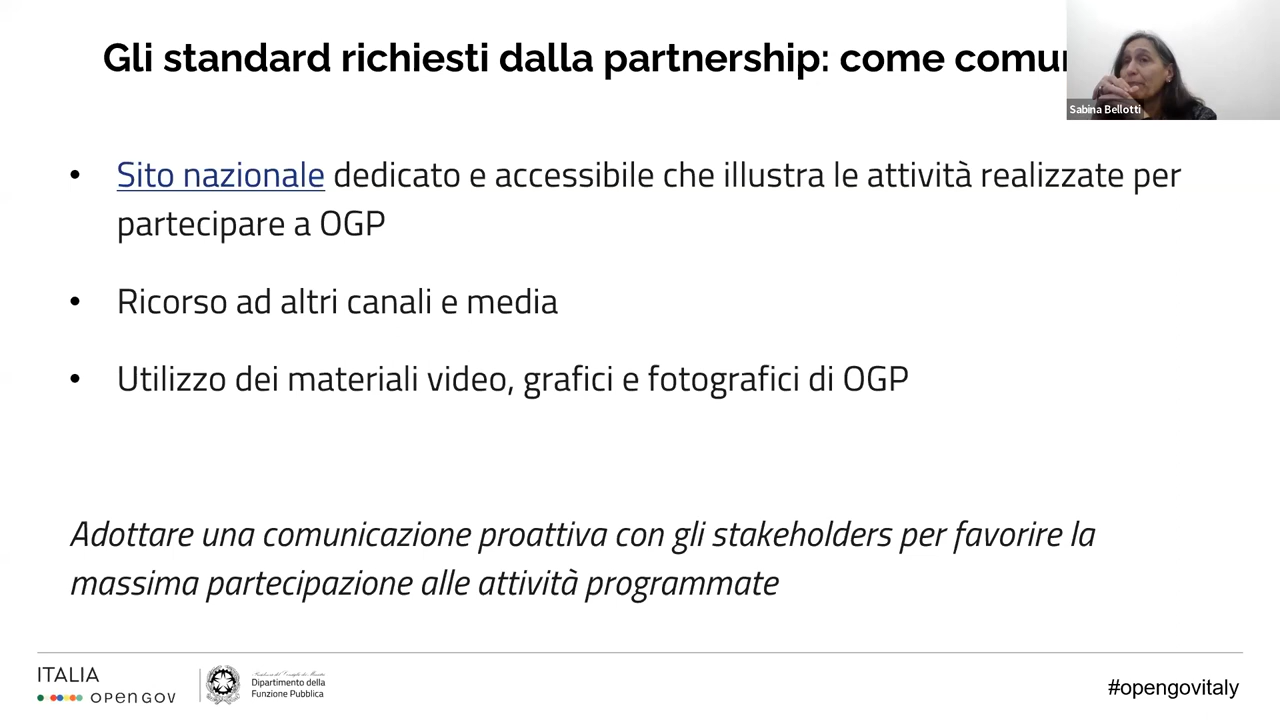 Gli standard richiesti dalla partnership: come comu
Sabina Bellotti
• Sito nazionale dedicato e accessibile che illustra le attività realizzate per
partecipare a OGP
• Ricorso ad altri canali e media
• Utilizzo dei materiali video, grafici e fotografici di OGP
Adottare una comunicazione proattiva con gli stakeholders per favorire la
massima partecipazione alle attività programmate
ITALIA
OPEN GOV
Dipartimento della
Funzione Pubblica
#opengovitaly